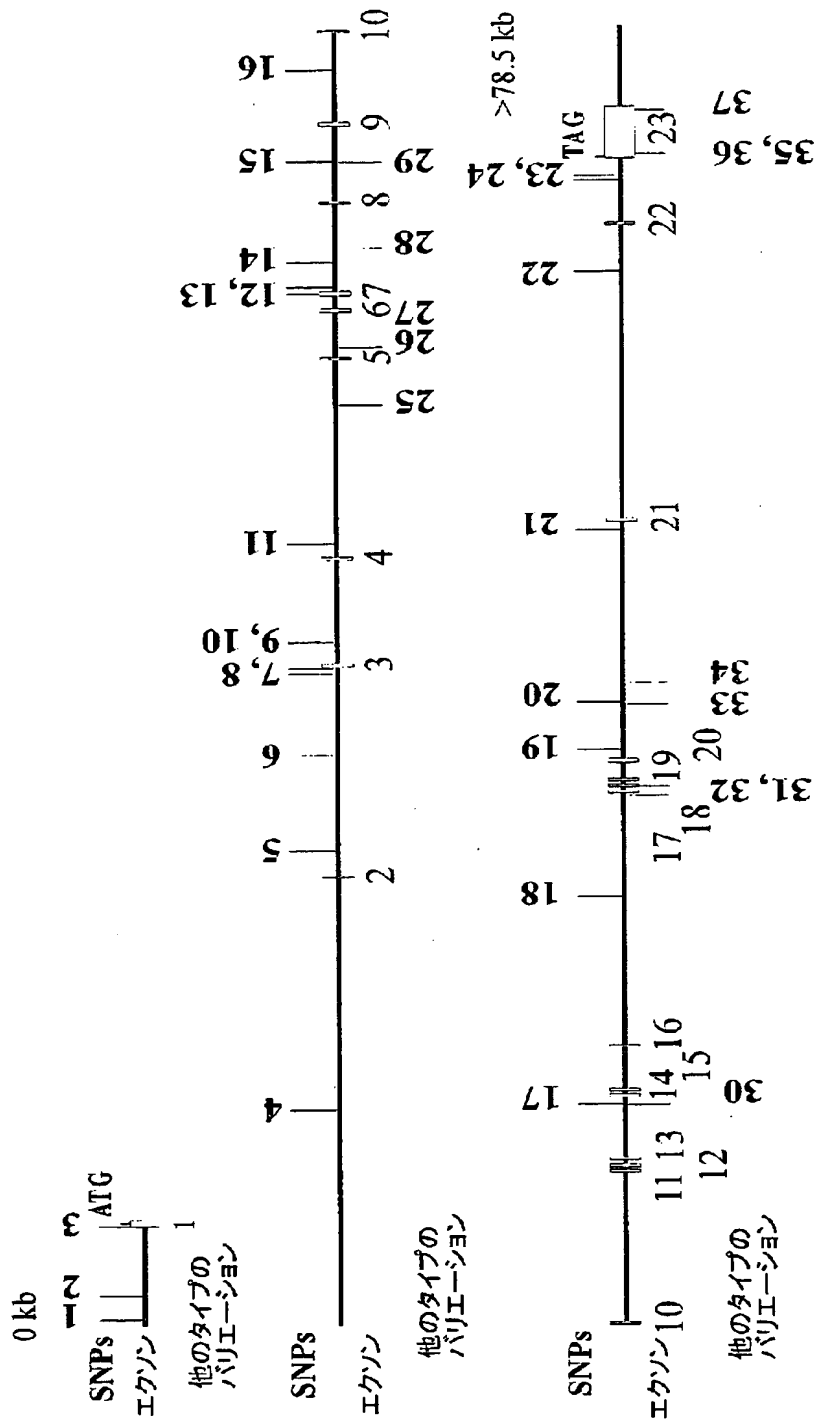 0 kb
1 2 3 ATG
SNPs
エクソン
1
他のタイプの
バリエーション
4 5 6 7, 8 9, 10 11 12, 13 14 15 16
SNPs
エクソン
2 3 4 5 6 7 8 9 10
25 26 27 28 29
他のタイプの
バリエーション
>78.5 kb
17 18 19 20 21 22 23, 24 TAG
SNPs
エクソン
10 11 13 14 16 17 19 21 22 23
12 15 18 20
30 31, 32 33 34 35, 36 37
他のタイプの
バリエーション